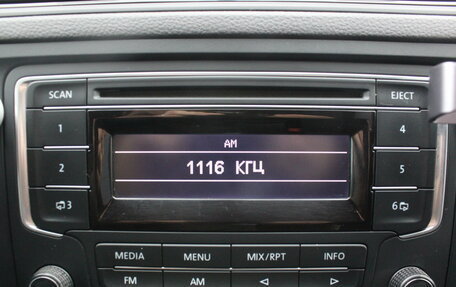 SCAN
EJECT
1
AM
4
2
1116 КГЦ
5
3
6
MEDIA
MENU
MIX/RPT
INFO
FM
AM